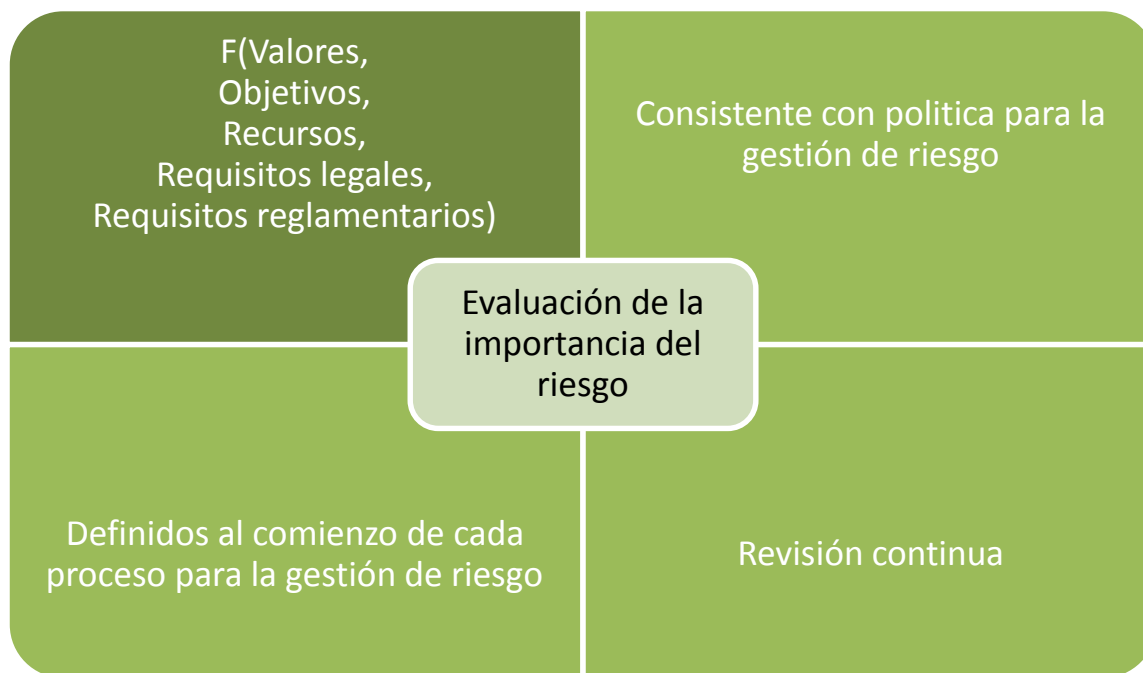 F(Valores,
Objetivos,
Recursos,
Requisitos legales,
Requisitos reglamentarios)
Consistente con politica para la
gestión de riesgo
Evaluación de la
importancia del
riesgo
Definidos al comienzo de cada
proceso para la gestión de riesgo
Revisión continua